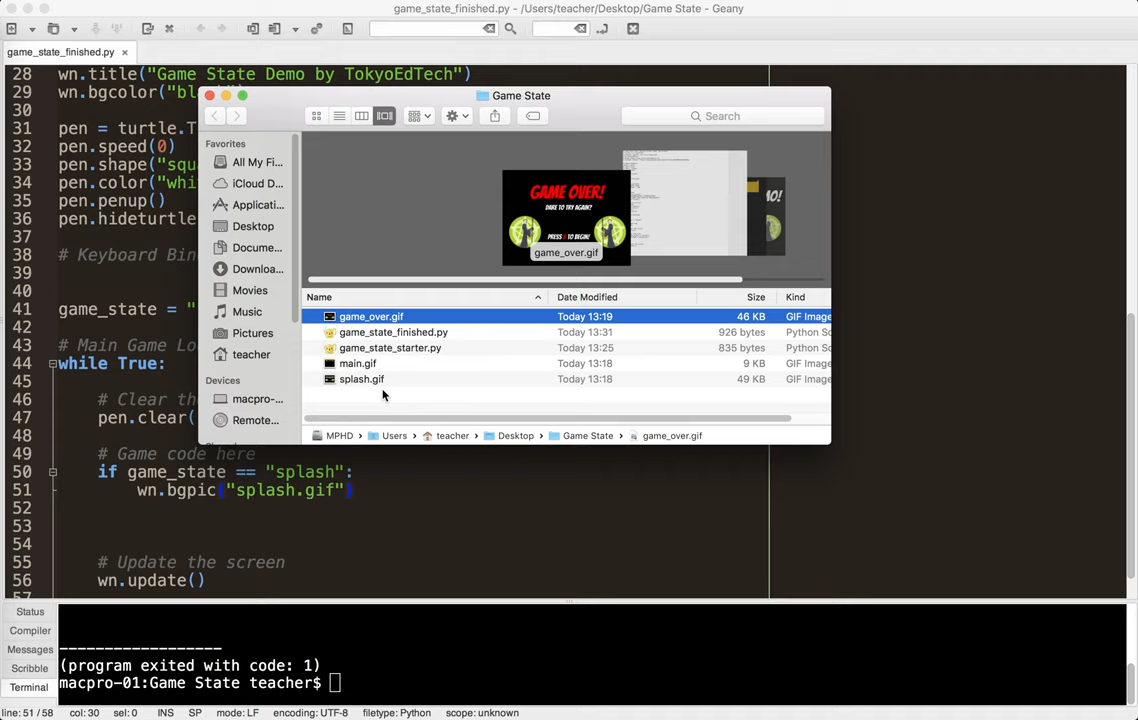 game_state_finished.py - /Users/teacher/Desktop/Game State - Geany
game_state_finished.py ×
28 wn.title("Game State Demo by TokyoEdTech")
29 wn.bgcolor("bl
30
31 pen = turtle.T
32 pen.speed(0)
33 pen.shape("squ
34 pen.color("whi
35 pen.penup()
36 pen.hideturtle
37
38 # Keyboard Bin
39
40
41 game_state = "
42
43 # Main Game Lo
44 while True:
45
46 # Clear th
47 pen.clear(
48
49 # Game code here
50 if game_state == "splash":
51 wn.bgpic("splash.gif")
52
53
54
55 # Update the screen
56 wn.update()
57
Game State
Search
Favorites
All My Fi...
iCloud D...
Applicati...
Desktop
Docume...
Downloa...
Movies
Music
Pictures
teacher
Devices
macpro-...
Remote...
GAME OVER!
DARE TO TRY AGAIN?
PRESS S TO BEGIN!
game_over.gif
MO!
Name Date Modified Size Kind
game_over.gif Today 13:19 46 KB GIF Image
game_state_finished.py Today 13:31 926 bytes Python S
game_state_starter.py Today 13:25 835 bytes Python S
main.gif Today 13:18 9 KB GIF Image
splash.gif Today 13:18 49 KB GIF Image
MPHD › Users › teacher › Desktop › Game State › game_over.gif
Status
Compiler
Messages
Scribble
Terminal
------------------
(program exited with code: 1)
macpro-01:Game State teacher$
line: 51 / 58 col: 30 sel: 0 INS SP mode: LF encoding: UTF-8 filetype: Python scope: unknown